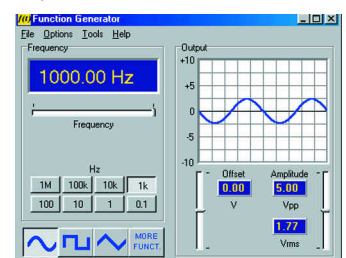 f(t) Function Generator
File Options Tools Help
Frequency
1000.00 Hz
Frequency
Hz
1M 100k 10k 1k
100 10 1 0.1
MORE
FUNCT.
Output
+10
+5
0
-5
-10
Offset Amplitude
0.00 5.00
V Vpp
1.77
Vrms